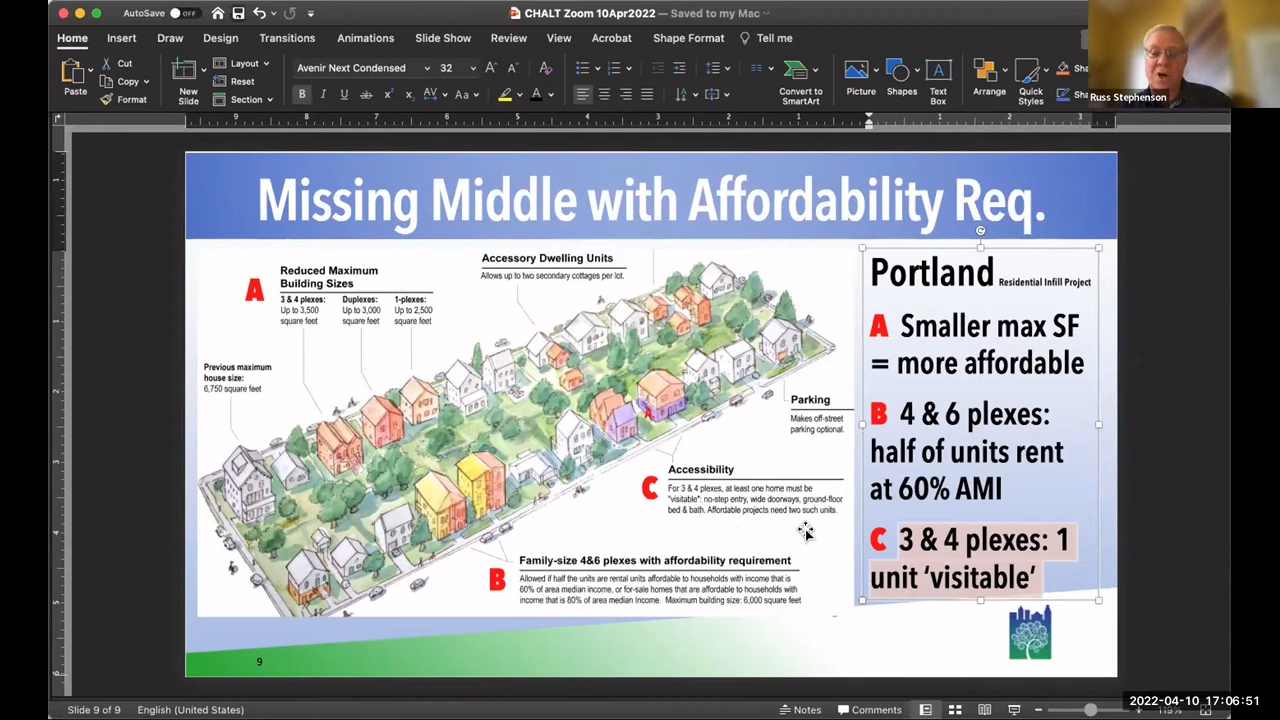 AutoSave OFF
CHALT Zoom 10Apr2022 — Saved to my Mac
Home Insert Draw Design Transitions Animations Slide Show Review View Acrobat Shape Format Tell me
Paste
Cut
Copy
Format
New
Slide
Layout
Reset
Section
Avenir Next Condensed 32
Convert to
SmartArt
Picture
Shapes
Text
Box
Arrange
Quick
Styles
Sha
Sha
Russ Stephenson
Missing Middle with Affordability Req.
A
Reduced Maximum
Building Sizes
3 & 4 plexes:
Up to 3,500
square feet
Duplexes:
Up to 3,000
square feet
1-plexes:
Up to 2,500
square feet
Accessory Dwelling Units
Allows up to two secondary cottages per lot.
Previous maximum
house size:
6,750 square feet
Parking
Makes off-street
parking optional.
A
C
Accessibility
For 3 & 4 plexes, at least one home must be
"visitable": no-step entry, wide doorways, ground-floor
bed & bath. Affordable projects need two such units.
B
Family-size 4&6 plexes with affordability requirement
Allowed if half the units are rental units affordable to households with income that is
60% of area median income, or for-sale homes that are affordable to households with
income that is 80% of area median Income. Maximum building size: 6,000 square feet
Portland Residential Infill Project
A Smaller max SF
= more affordable
B 4 & 6 plexes:
half of units rent
at 60% AMI
C 3 & 4 plexes: 1
unit ‘visitable’
9
Slide 9 of 9 English (United States)
Notes Comments
2022-04-10 17:06:51